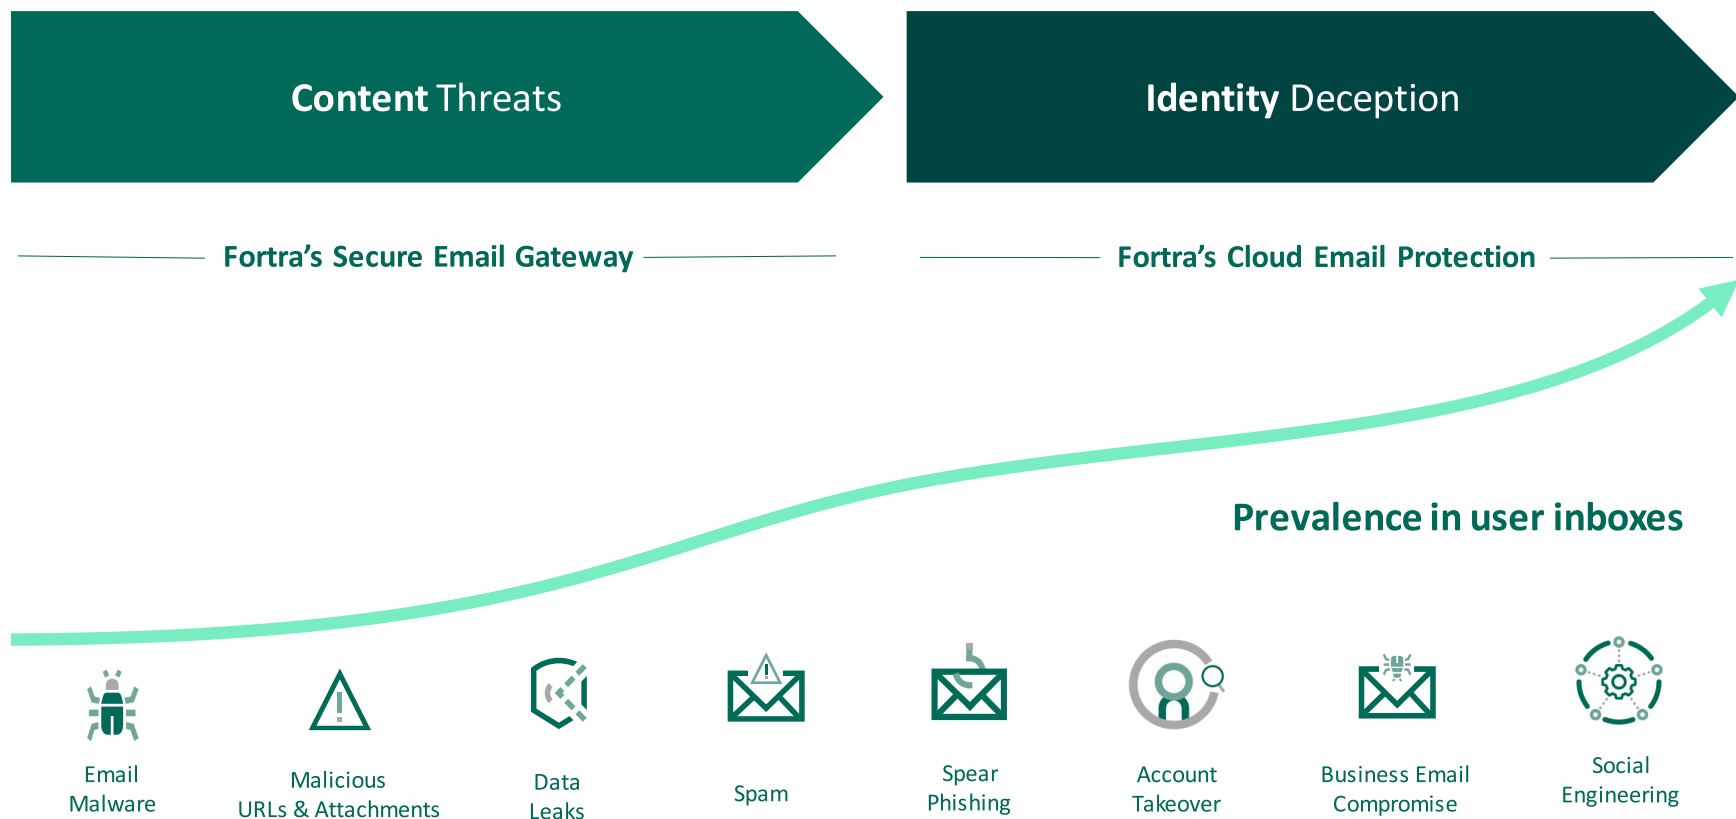 Content Threats
Identity Deception
Fortra’s Secure Email Gateway
Fortra’s Cloud Email Protection
Prevalence in user inboxes
Email
Malware
Malicious
URLs & Attachments
Data
Leaks
Spam
Spear
Phishing
Account
Takeover
Business Email
Compromise
Social
Engineering